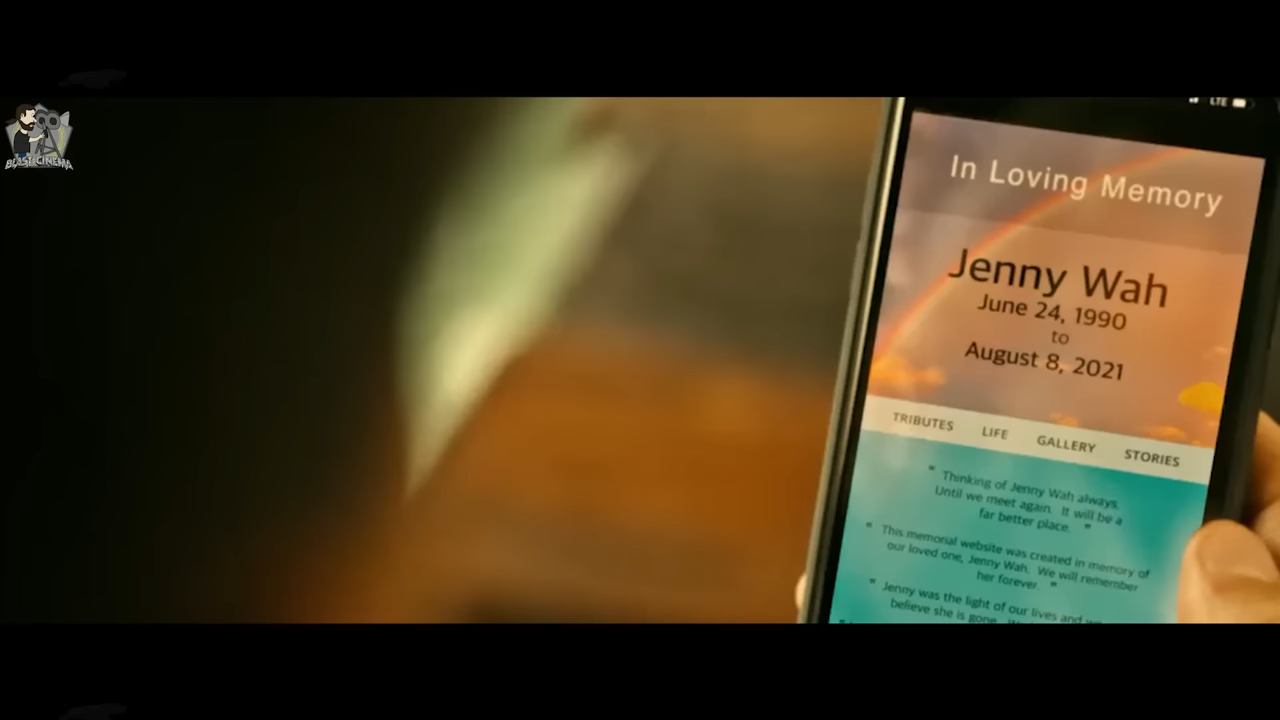 BLAST CINEMA
LTE
In Loving Memory
Jenny Wah
June 24, 1990
to
August 8, 2021
TRIBUTES LIFE GALLERY STORIES
" Thinking of Jenny Wah always.
Until we meet again. It will be a
far better place. "
" This memorial website was created in memory of
our loved one, Jenny Wah. We will remember
her forever. "
" Jenny was the light of our lives and
believe she is gone.